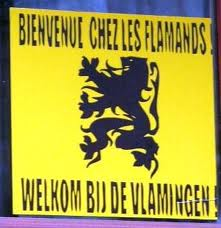 BIENVENUE CHEZ LES FLAMANDS
WELKOM BIJ DE VLAMINGEN